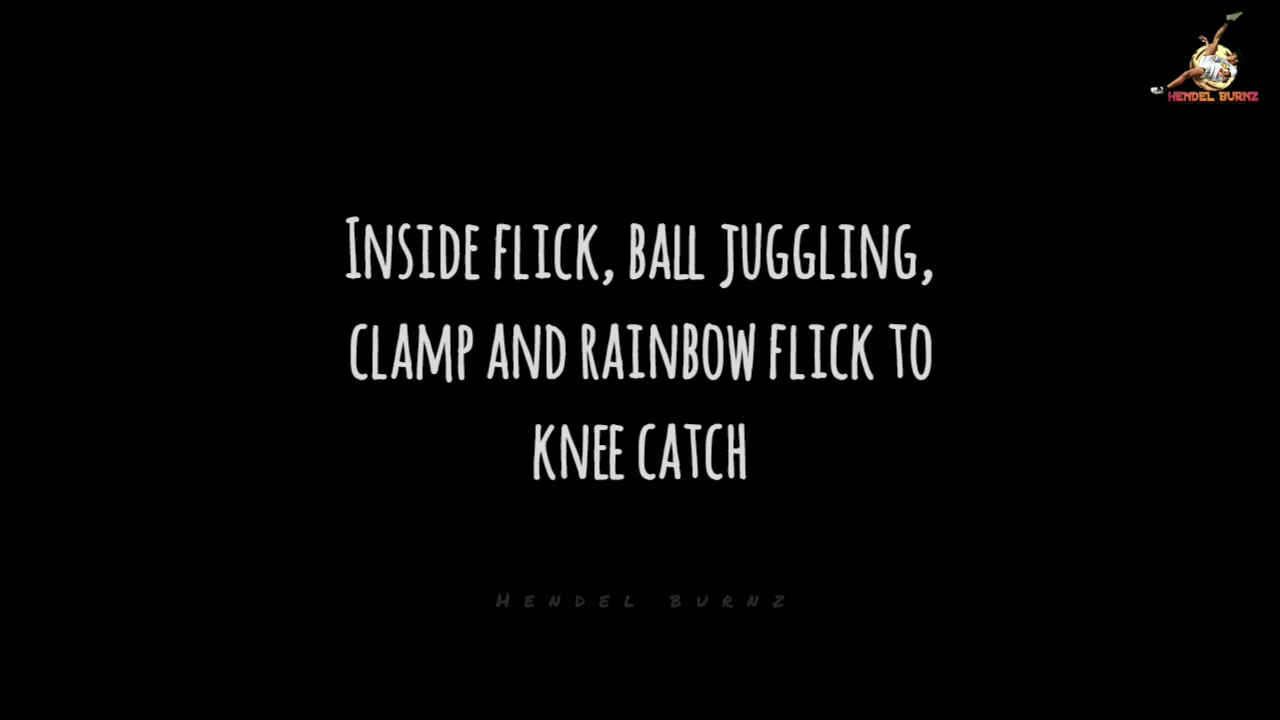 HENDEL BURNZ
INSIDE FLICK, BALL JUGGLING,
CLAMP AND RAINBOW FLICK TO
KNEE CATCH
HENDEL BURNZ